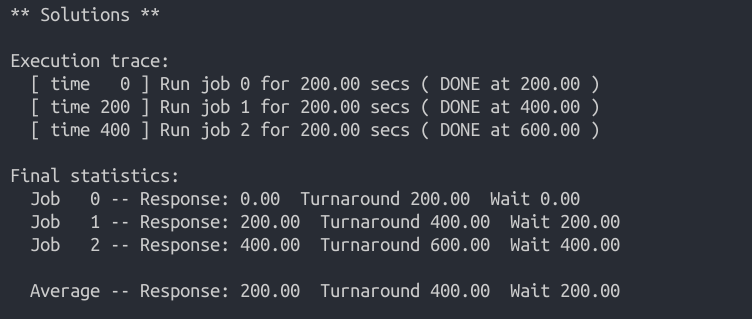 ** Solutions **
Execution trace:
[ time   0 ] Run job 0 for 200.00 secs ( DONE at 200.00 )
[ time 200 ] Run job 1 for 200.00 secs ( DONE at 400.00 )
[ time 400 ] Run job 2 for 200.00 secs ( DONE at 600.00 )
Final statistics:
Job   0 -- Response: 0.00  Turnaround 200.00  Wait 0.00
Job   1 -- Response: 200.00  Turnaround 400.00  Wait 200.00
Job   2 -- Response: 400.00  Turnaround 600.00  Wait 400.00
Average -- Response: 200.00  Turnaround 400.00  Wait 200.00